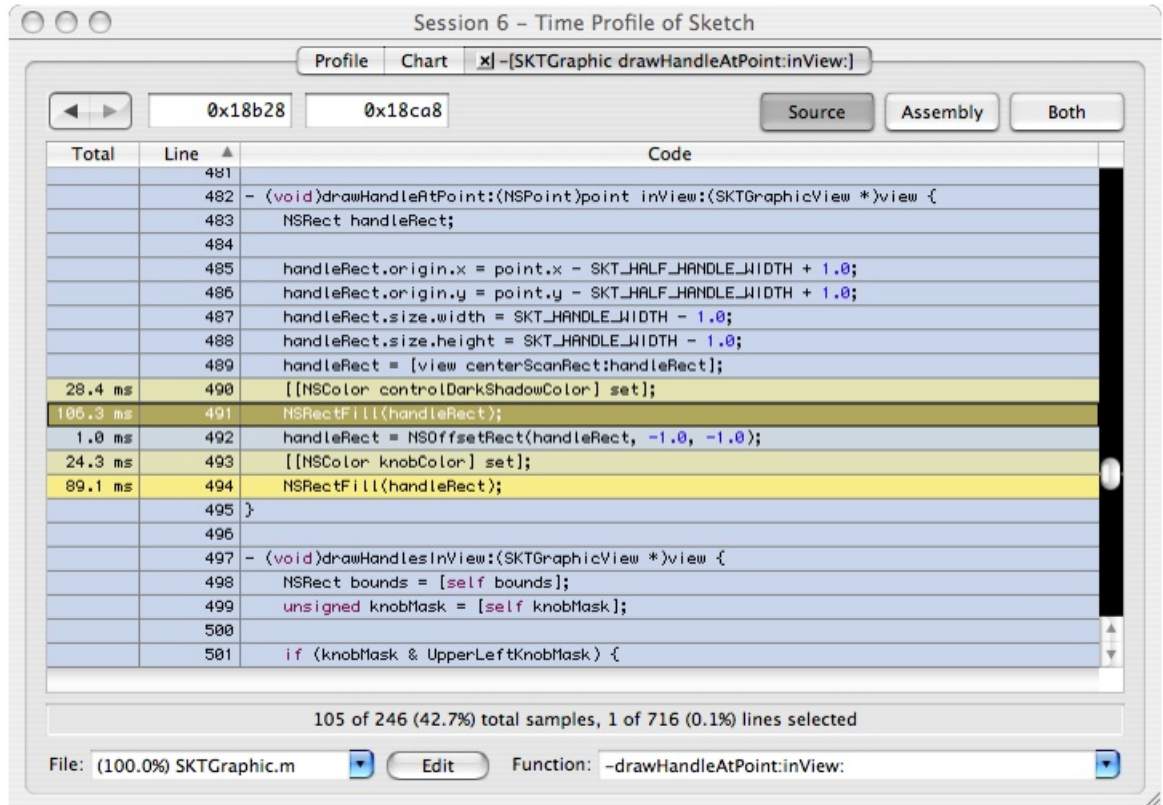 Session 6 – Time Profile of Sketch
Profile Chart x -[SKTGraphic drawHandleAtPoint:inView:]
0x18b28 0x18ca8 Source Assembly Both
Total Line Code
481
482 - (void)drawHandleAtPoint:(NSPoint)point inView:(SKTGraphicView *)view {
483 NSRect handleRect;
484
485 handleRect.origin.x = point.x - SKT_HALF_HANDLE_WIDTH + 1.0;
486 handleRect.origin.y = point.y - SKT_HALF_HANDLE_WIDTH + 1.0;
487 handleRect.size.width = SKT_HANDLE_WIDTH - 1.0;
488 handleRect.size.height = SKT_HANDLE_WIDTH - 1.0;
489 handleRect = [view centerScanRect:handleRect];
28.4 ms 490 [[NSColor controlDarkShadowColor] set];
106.3 ms 491 NSRectFill(handleRect);
1.0 ms 492 handleRect = NSOffsetRect(handleRect, -1.0, -1.0);
24.3 ms 493 [[NSColor knobColor] set];
89.1 ms 494 NSRectFill(handleRect);
495 }
496
497 - (void)drawHandlesInView:(SKTGraphicView *)view {
498 NSRect bounds = [self bounds];
499 unsigned knobMask = [self knobMask];
500
501 if (knobMask & UpperLeftKnobMask) {
105 of 246 (42.7%) total samples, 1 of 716 (0.1%) lines selected
File: (100.0%) SKTGraphic.m Edit Function: -drawHandleAtPoint:inView: